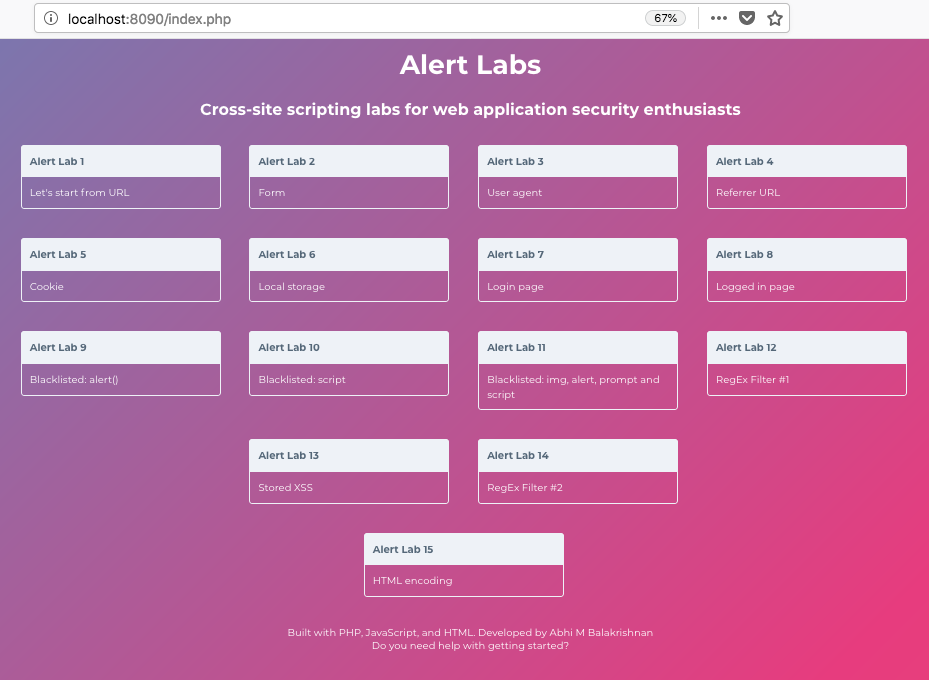 localhost:8090/index.php
67%
Alert Labs
Cross-site scripting labs for web application security enthusiasts
Alert Lab 1
Let's start from URL
Alert Lab 2
Form
Alert Lab 3
User agent
Alert Lab 4
Referrer URL
Alert Lab 5
Cookie
Alert Lab 6
Local storage
Alert Lab 7
Login page
Alert Lab 8
Logged in page
Alert Lab 9
Blacklisted: alert()
Alert Lab 10
Blacklisted: script
Alert Lab 11
Blacklisted: img, alert, prompt and
script
Alert Lab 12
RegEx Filter #1
Alert Lab 13
Stored XSS
Alert Lab 14
RegEx Filter #2
Alert Lab 15
HTML encoding
Built with PHP, JavaScript, and HTML. Developed by Abhi M Balakrishnan
Do you need help with getting started?